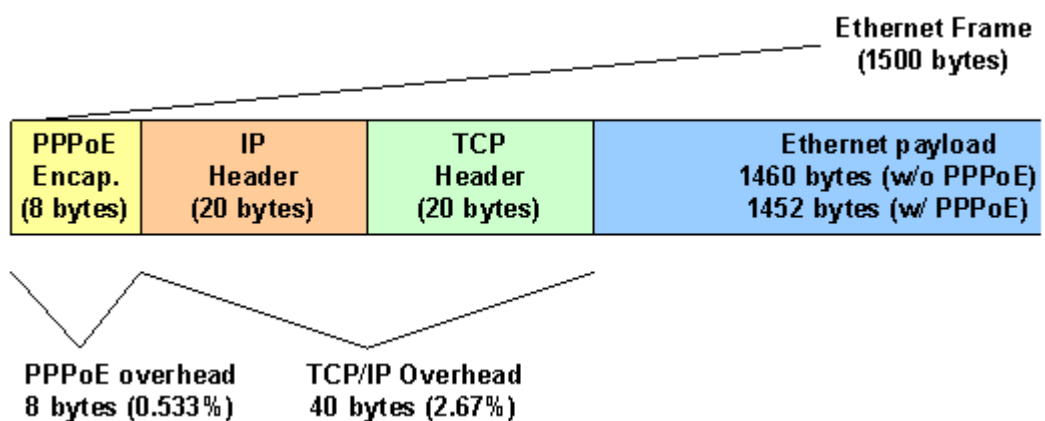 Ethernet Frame
(1500 bytes)
PPPoE
Encap.
(8 bytes)
IP
Header
(20 bytes)
TCP
Header
(20 bytes)
Ethernet payload
1460 bytes (w/o PPPoE)
1452 bytes (w/ PPPoE)
PPPoE overhead
8 bytes (0.533%)
TCP/IP Overhead
40 bytes (2.67%)